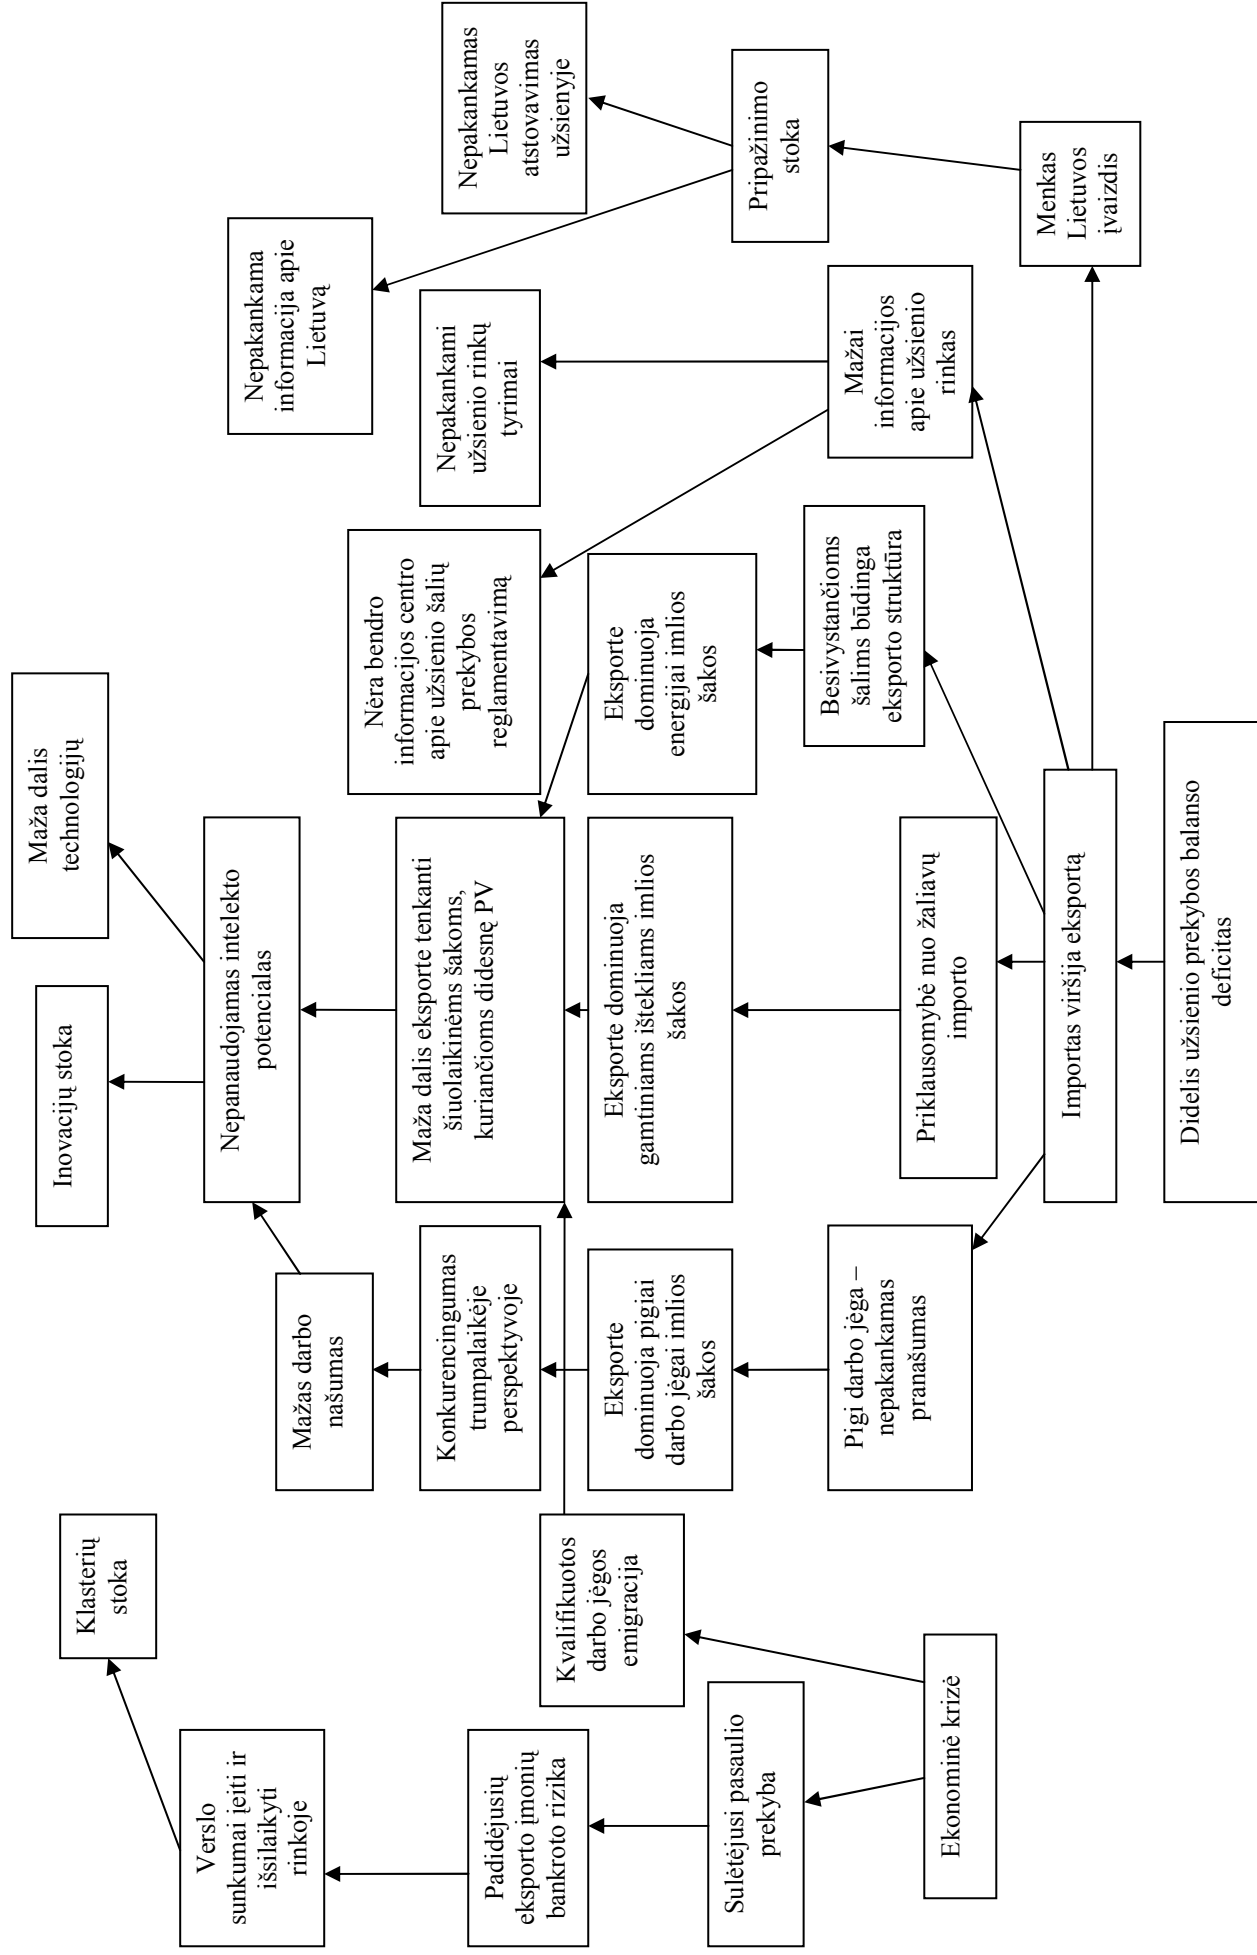 Klasterių
stoka
Inovacijų stoka
Maža dalis
technologijų
Verslo
sunkumai įeiti ir
išsilaikyti
rinkoje
Mažas darbo
našumas
Nepanaudojamas intelekto
potencialas
Nepakankama
informacija apie
Lietuvą
Padidėjusių
eksporto įmonių
bankroto rizika
Kvalifikuotos
darbo jėgos
emigracija
Konkurencingumas
trumpalaikėje
perspektyvoje
Maža dalis eksporte tenkanti
šiuolaikinėms šakoms,
kuriančioms didesnę PV
Nėra bendro
informacijos centro
apie užsienio šalių
prekybos
reglamentavimą
Nepakankami
užsienio rinkų
tyrimai
Nepakankamas
Lietuvos
atstovavimas
užsienyje
Eksporte
dominuoja pigiai
darbo jėgai imlios
šakos
Eksporte dominuoja
gamtiniams ištekliams imlios
šakos
Eksporte
dominuoja
energijai imlios
šakos
Sulėtėjusi pasaulio
prekyba
Pigi darbo jėga –
nepakankamas
pranašumas
Priklausomybė nuo žaliavų
importo
Besivystančioms
šalims būdinga
eksporto struktūra
Mažai
informacijos
apie užsienio
rinkas
Pripažinimo
stoka
Ekonominė krizė
Importas viršija eksportą
Menkas
Lietuvos
įvaizdis
Didelis užsienio prekybos balanso
deficitas